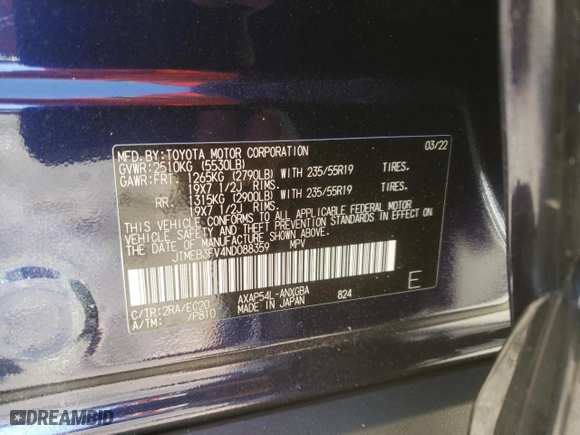 MFD.BY:TOYOTA MOTOR CORPORATION 03/22
GVWR:2510KG (5530LB)
GAWR:FRT 1265KG (2790LB) WITH 235/55R19 TIRES.
19X7 1/2J RIMS.
RR: 1315KG (2900LB) WITH 235/55R19 TIRES.
19X7 1/2J RIMS.
THIS VEHICLE CONFORMS TO ALL APPLICABLE FEDERAL MOTOR
VEHICLE SAFETY AND THEFT PREVENTION STANDARDS IN EFFECT ON
THE DATE OF MANUFACTURE SHOWN ABOVE.
JTMEB3FV4ND088359 MPV
C/TR:2RA/EC20 AXAP54L-ANXGBA
A/TM: /P810 MADE IN JAPAN 824 E
DREAMBID